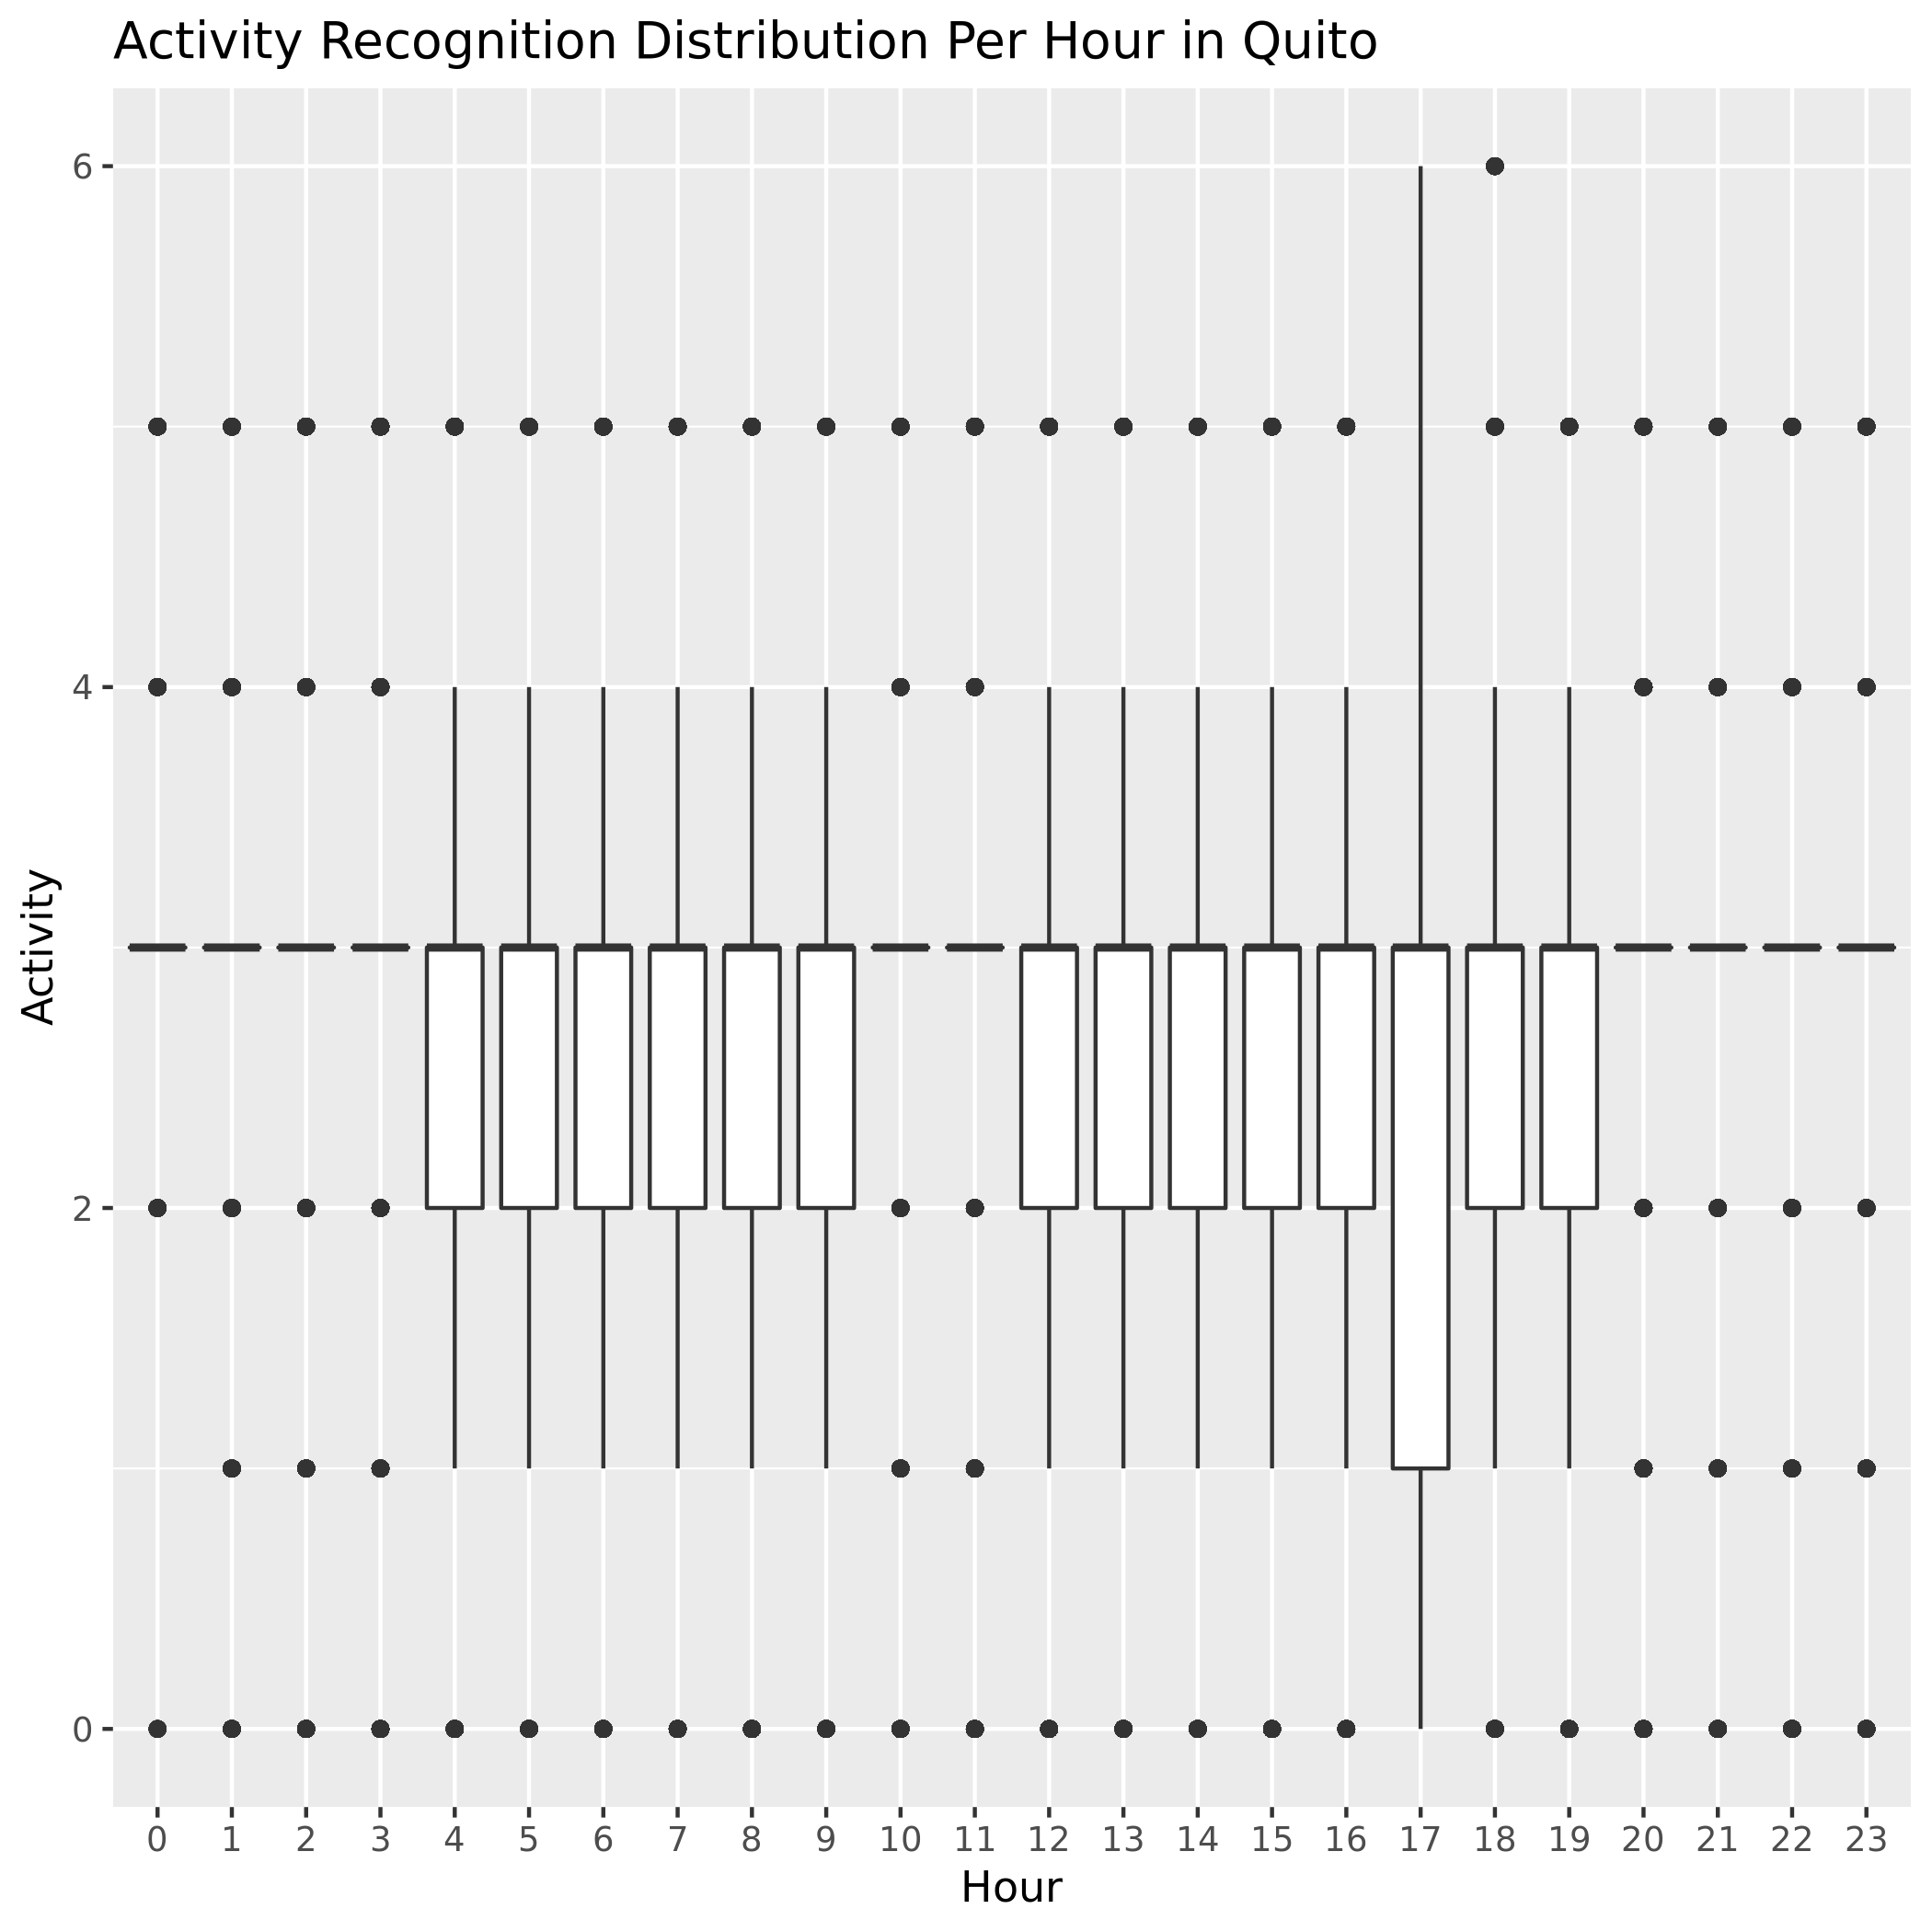 Activity Recognition Distribution Per Hour in Quito
6
4
2
0
Activity
0 1 2 3 4 5 6 7 8 9 10 11 12 13 14 15 16 17 18 19 20 21 22 23
Hour